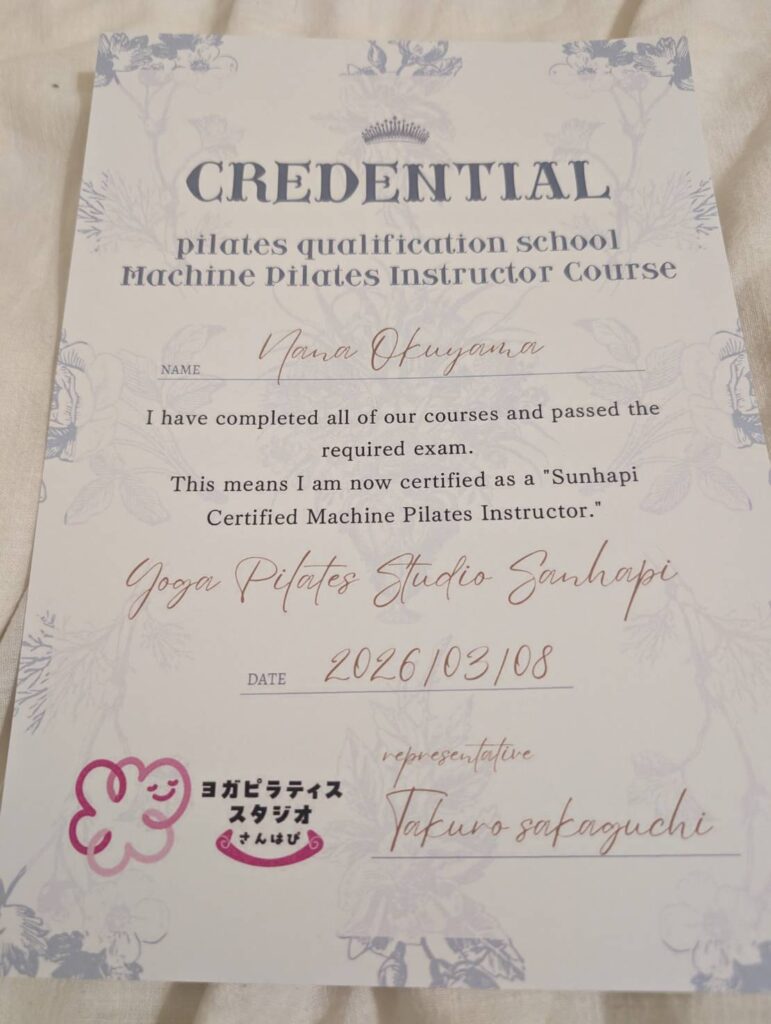 CREDENTIAL
pilates qualification school
Machine Pilates Instructor Course
NAME Nana Okuyama
I have completed all of our courses and passed the
required exam.
This means I am now certified as a "Sunhapi
Certified Machine Pilates Instructor."
Yoga Pilates Studio Sanhapi
DATE 2026/03/08
representative
Takuro sakaguchi
ヨガピラティス
スタジオ
さんはぴ